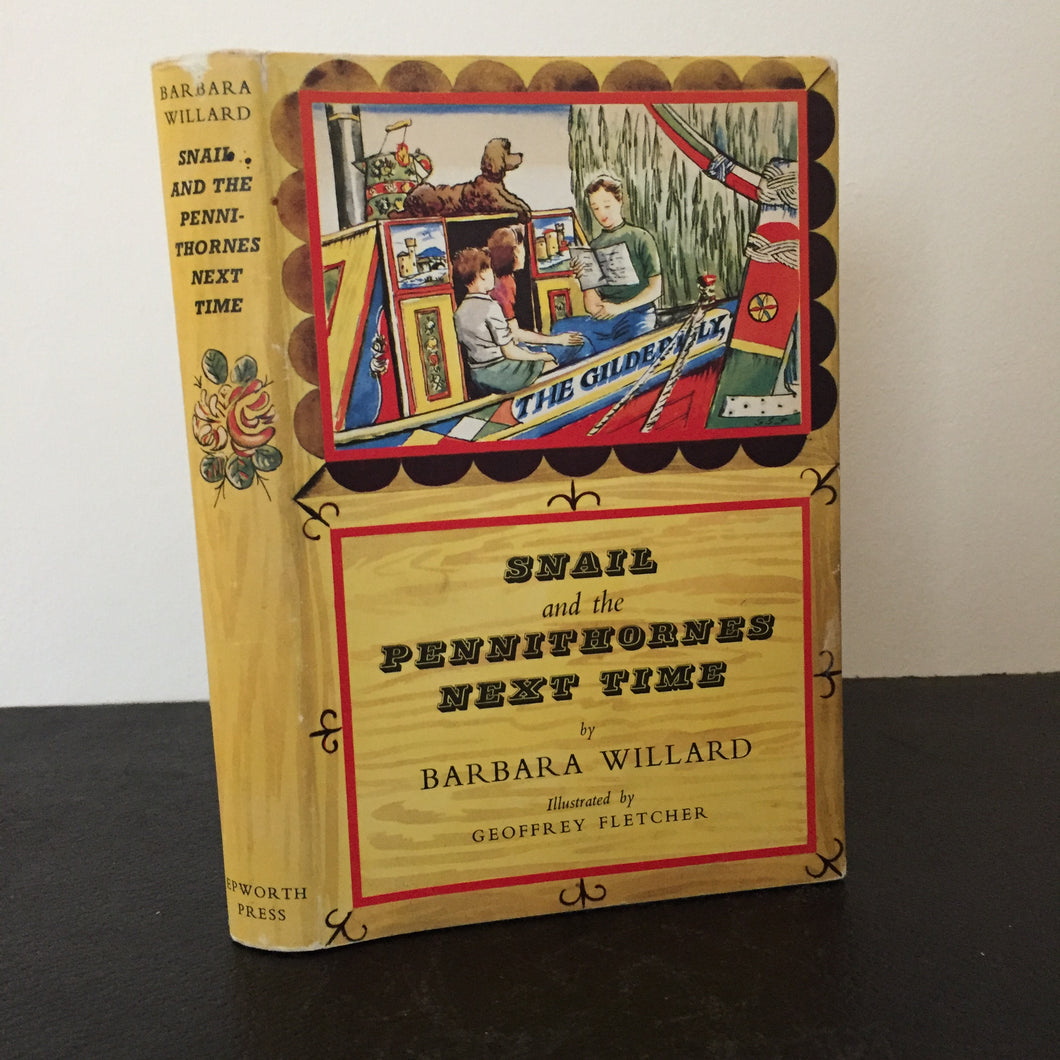 BARBARA
WILLARD
SNAIL
AND THE
PENNI-
THORNES
NEXT
TIME
EPWORTH
PRESS
THE
SNAIL
and the
PENNITHORNES
NEXT TIME
by
BARBARA WILLARD
Illustrated by
GEOFFREY FLETCHER